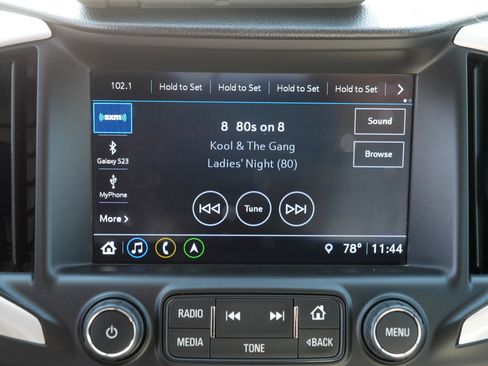 102.1 Hold to Set Hold to Set Hold to Set Hold to Set
sxm
8 80s on 8
Sound
Kool & The Gang
Galaxy S23
Ladies' Night (80)
Browse
MyPhone
More >
Tune
78° 11:44
RADIO
MEDIA
TONE
BACK
MENU